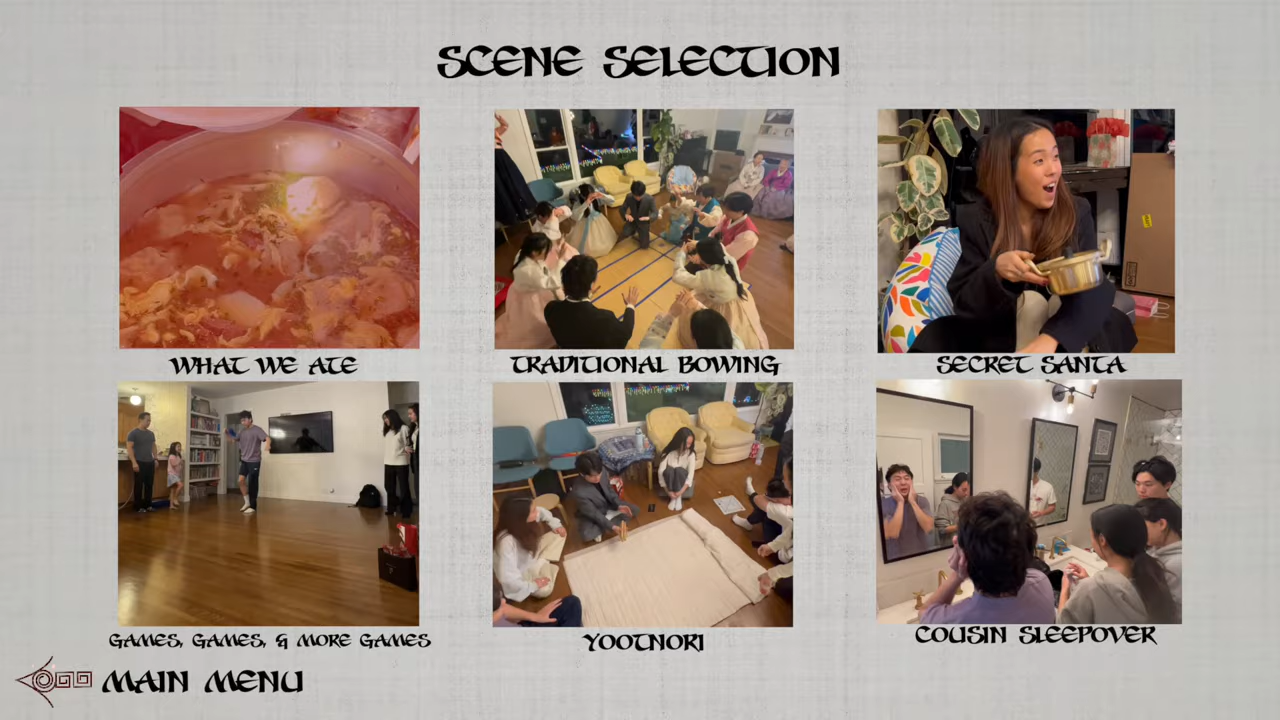 SCENE SELECTION
WHAT WE ATE
TRADITIONAL BOWING
SECRET SANTA
GAMES, GAMES, & MORE GAMES
YOOTNORI
COUSIN SLEEPOVER
MAIN MENU